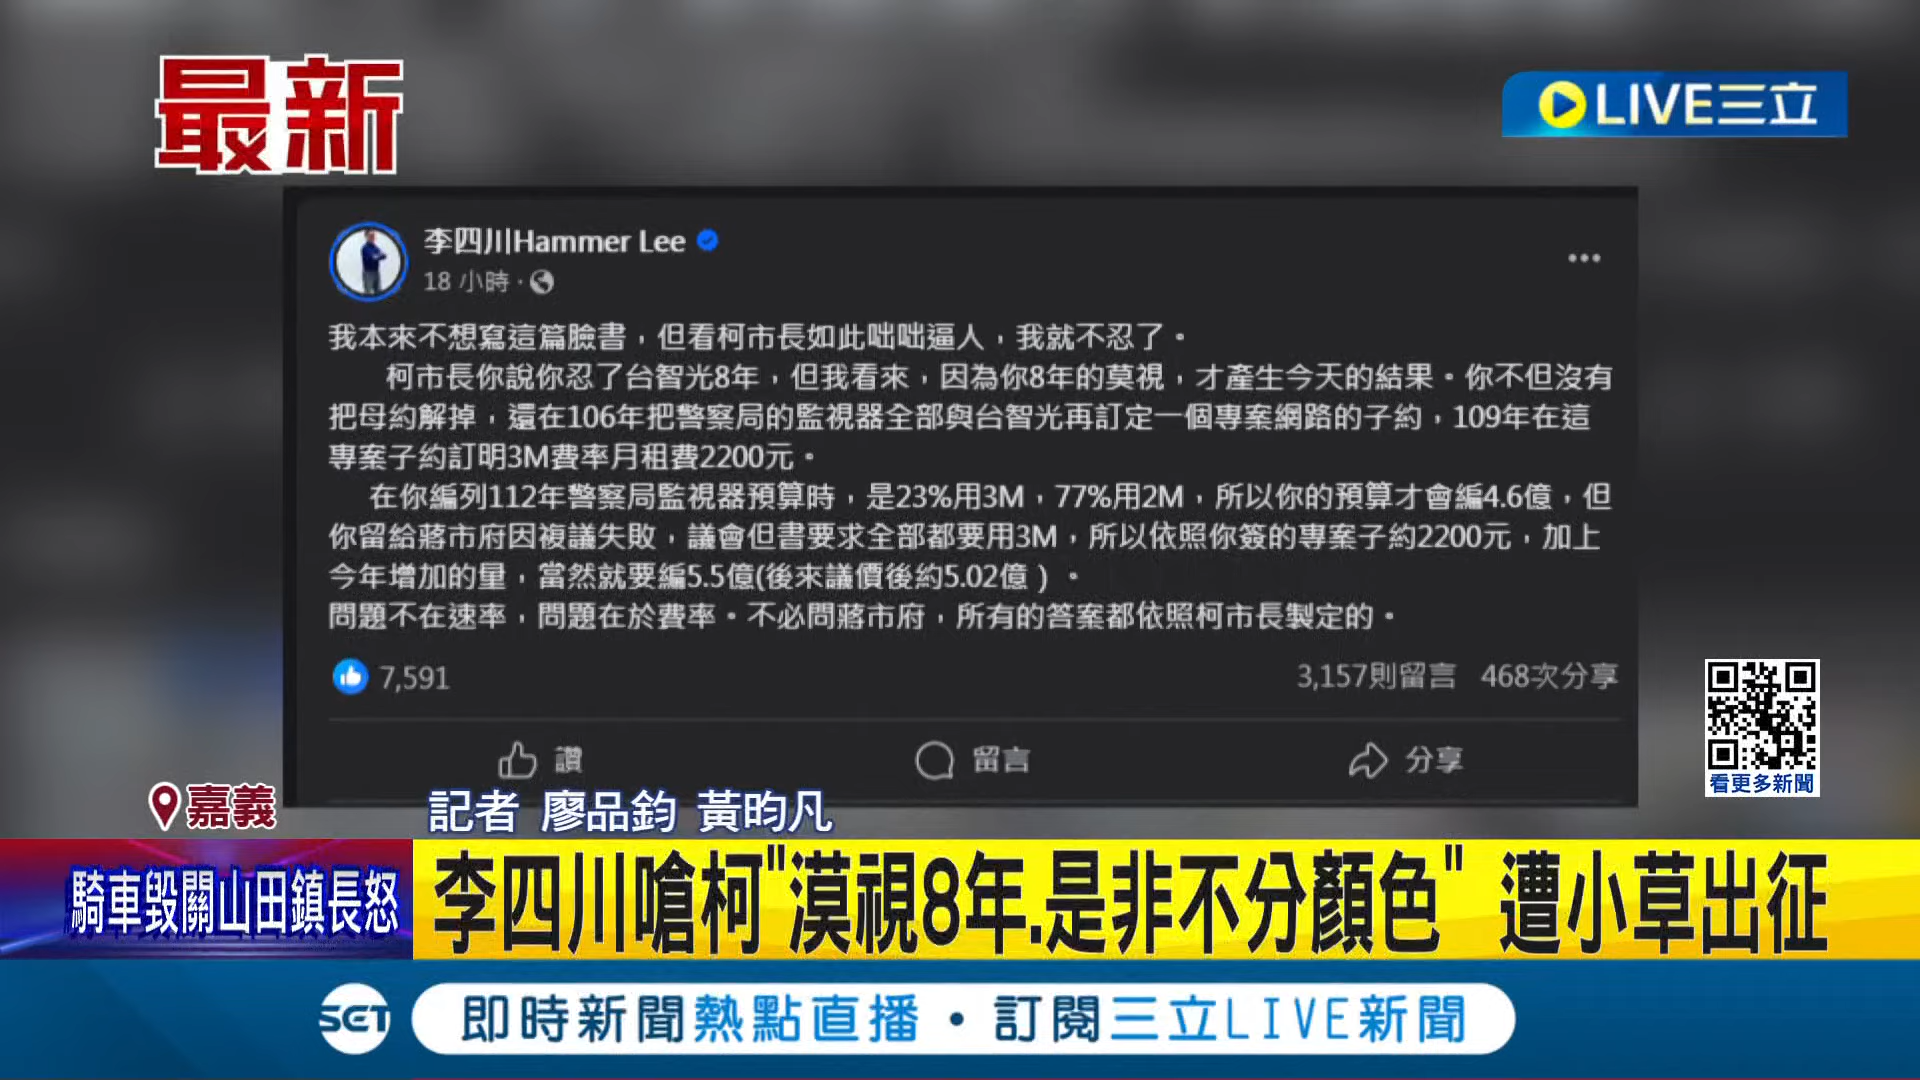 最新
LIVE三立
李四川Hammer Lee
18 小時 ·
我本來不想寫這篇臉書，但看柯市長如此咄咄逼人，我就不忍了。
柯市長你說你忍了台智光8年，但我看來，因為你8年的莫視，才產生今天的結果。你不但沒有
把母約解掉，還在106年把警察局的監視器全部與台智光再訂定一個專案網路的子約，109年在這
專案子約訂明3M費率月租費2200元。
在你編列112年警察局監視器預算時，是23%用3M，77%用2M，所以你的預算才會編4.6億，但
你留給蔣市府因複議失敗，議會但書要求全部都要用3M，所以依照你簽的專案子約2200元，加上
今年增加的量，當然就要編5.5億(後來議價後約5.02億）。
問題不在速率，問題在於費率。不必問蔣市府，所有的答案都依照柯市長製定的。
7,591
3,157則留言 468次分享
讚
留言
分享
看更多新聞
嘉義
記者 廖品鈞 黃昀凡
騎車毀關山田鎮長怒
李四川嗆柯"漠視8年.是非不分顏色" 遭小草出征
SET
即時新聞熱點直播・訂閱三立LIVE新聞